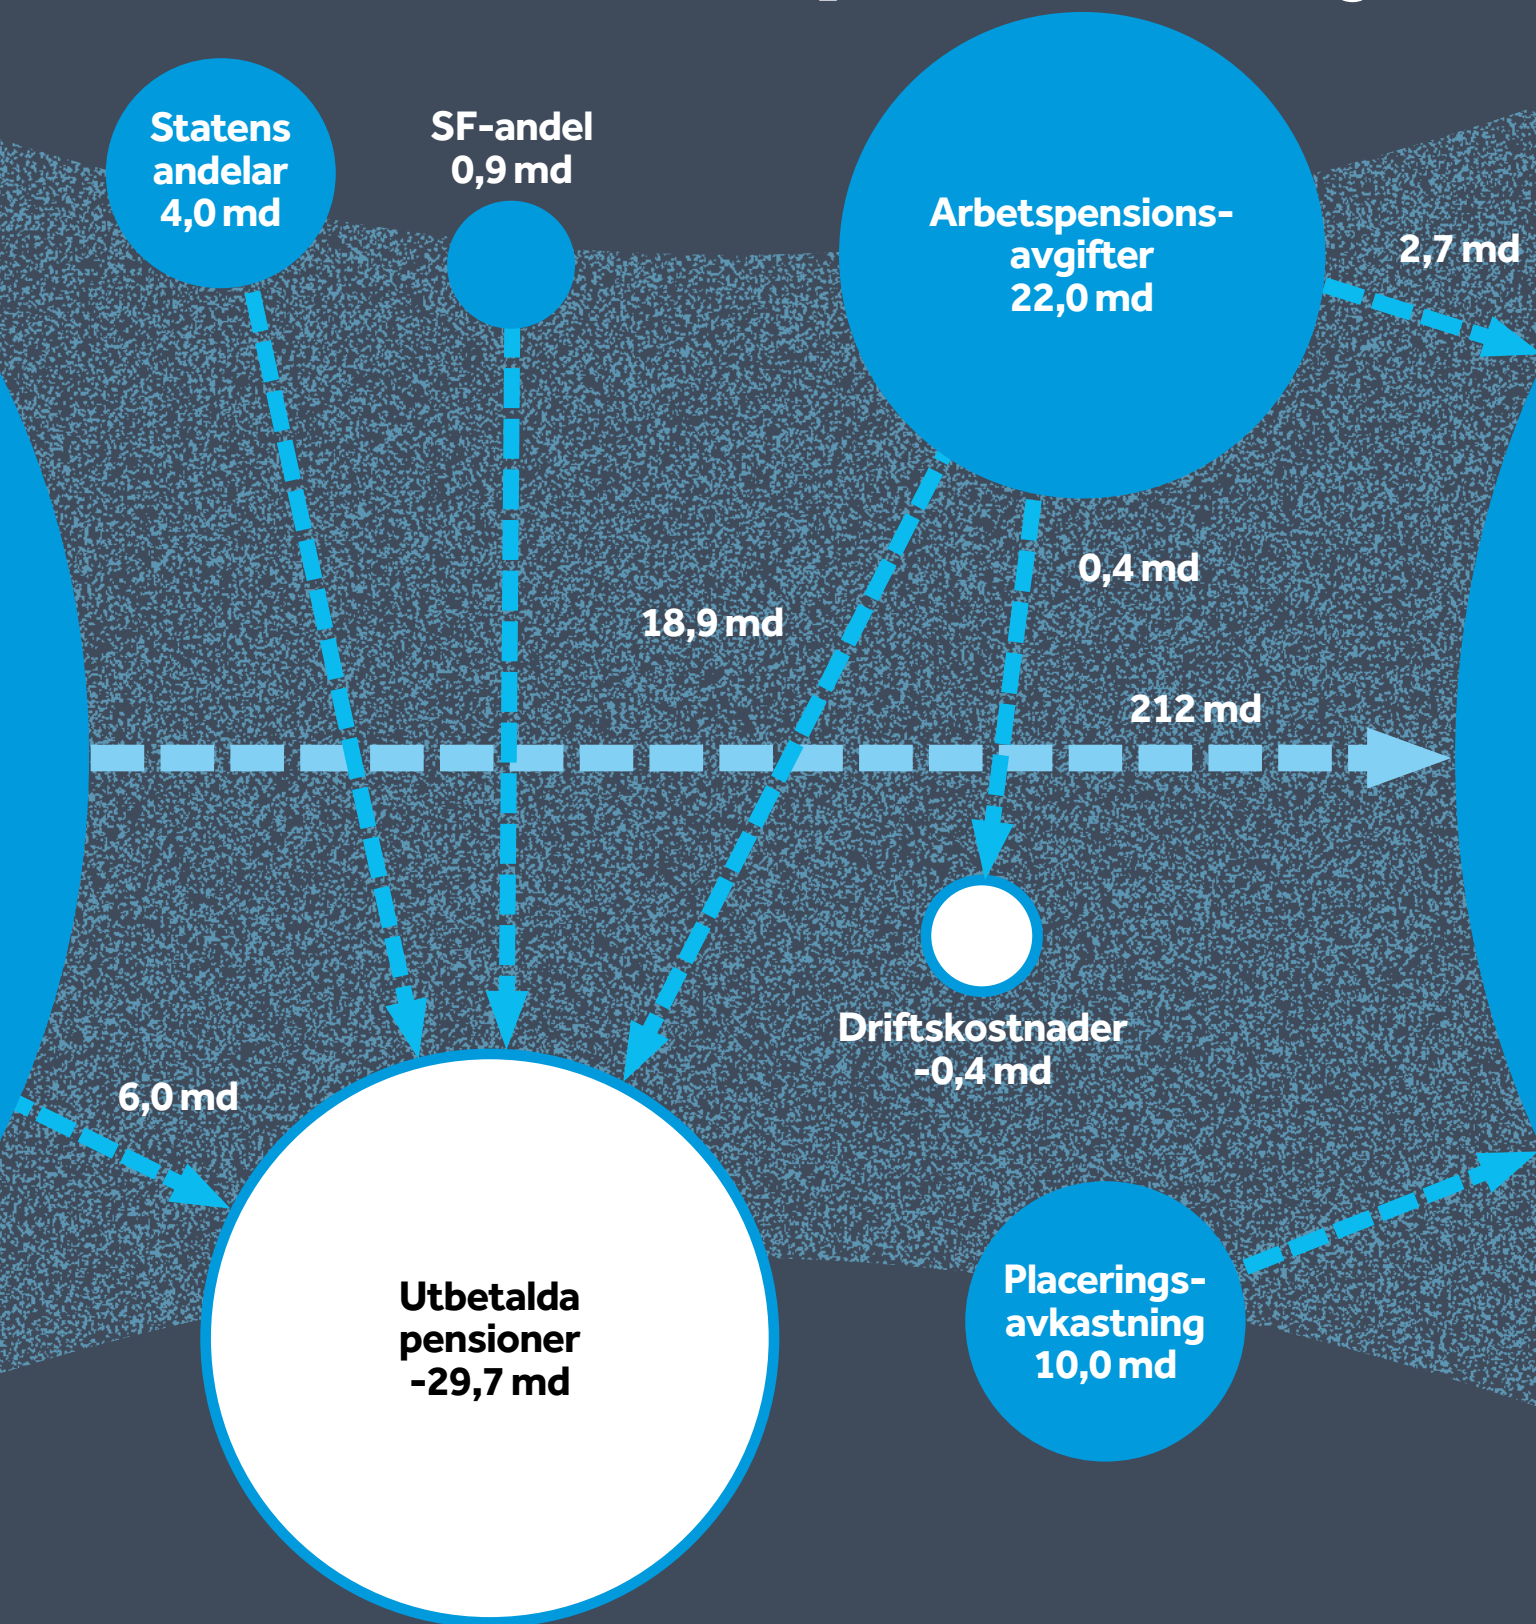 Statens
andelar
4,0 md
SF-andel
0,9 md
Arbetspensions-
avgifter
22,0 md
2,7 md
0,4 md
18,9 md
212 md
Driftskostnader
-0,4 md
6,0 md
Utbetalda
pensioner
-29,7 md
Placerings-
avkastning
10,0 md